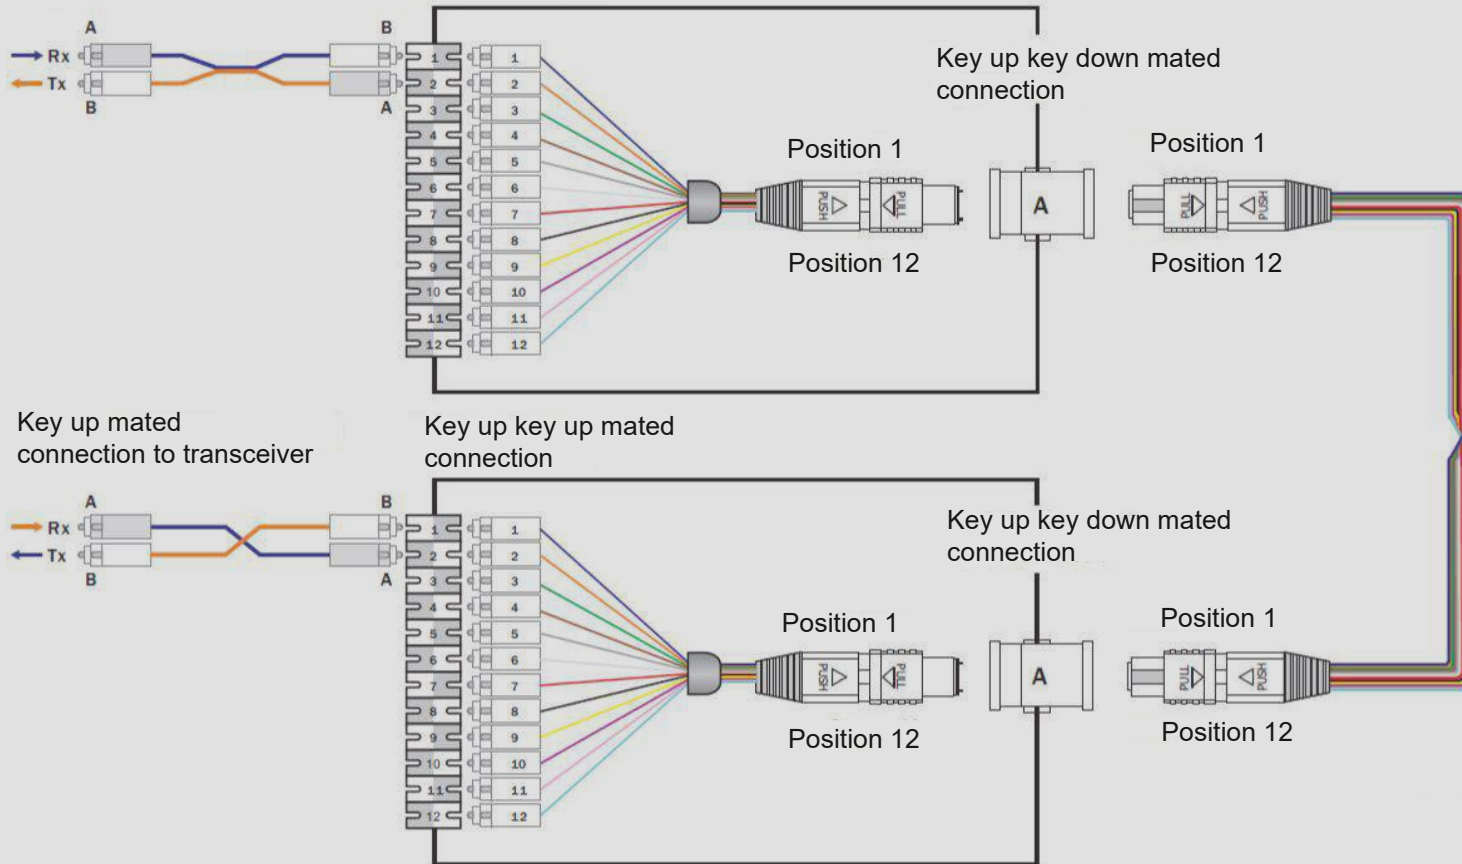 A
B
Rx
Tx
B
A
1
2
3
4
5
6
7
8
9
10
11
12
1
2
3
4
5
6
7
8
9
10
11
12
Key up key down mated
connection
Position 1
PUSH
PULL
Position 12
A
Position 1
PULL
PUSH
Position 12
Key up mated
connection to transceiver
Key up key up mated
connection
A
B
Rx
Tx
B
A
1
2
3
4
5
6
7
8
9
10
11
12
1
2
3
4
5
6
7
8
9
10
11
12
Key up key down mated
connection
Position 1
PUSH
PULL
Position 12
A
Position 1
PULL
PUSH
Position 12